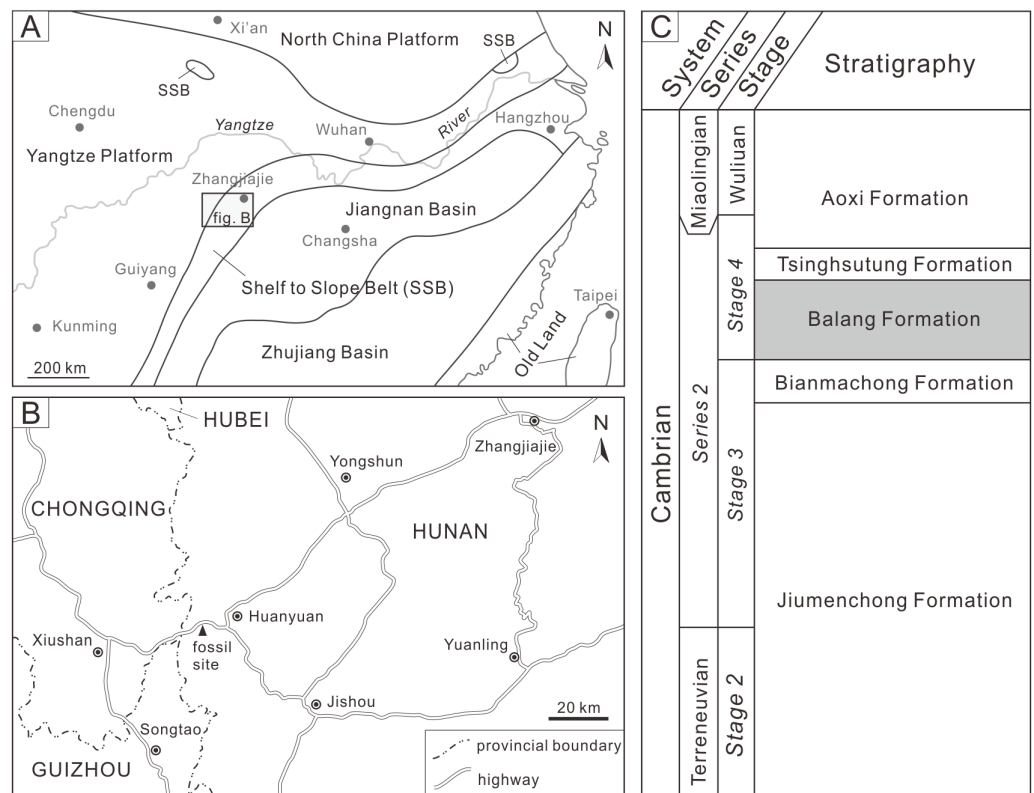 A
Xi'an
North China Platform
SSB
N
SSB
Chengdu
Yangtze
Wuhan
River
Hangzhou
Yangtze Platform
Zhangjiajie
fig. B
Jiangnan Basin
Changsha
Guiyang
Shelf to Slope Belt (SSB)
Taipei
Kunming
Old Land
Zhujiang Basin
200 km
B
HUBEI
N
Zhangjiajie
Yongshun
CHONGQING
HUNAN
Huanyuan
Xiushan
fossil
site
Yuanling
Jishou
20 km
Songtao
GUIZHOU
provincial boundary
highway
C
System
Series
Stage
Stratigraphy
Cambrian
Miaolingian
Wuliuan
Aoxi Formation
Series 2
Stage 4
Tsinghsutung Formation
Balang Formation
Stage 3
Bianmachong Formation
Jiumenchong Formation
Terreneuvian
Stage 2